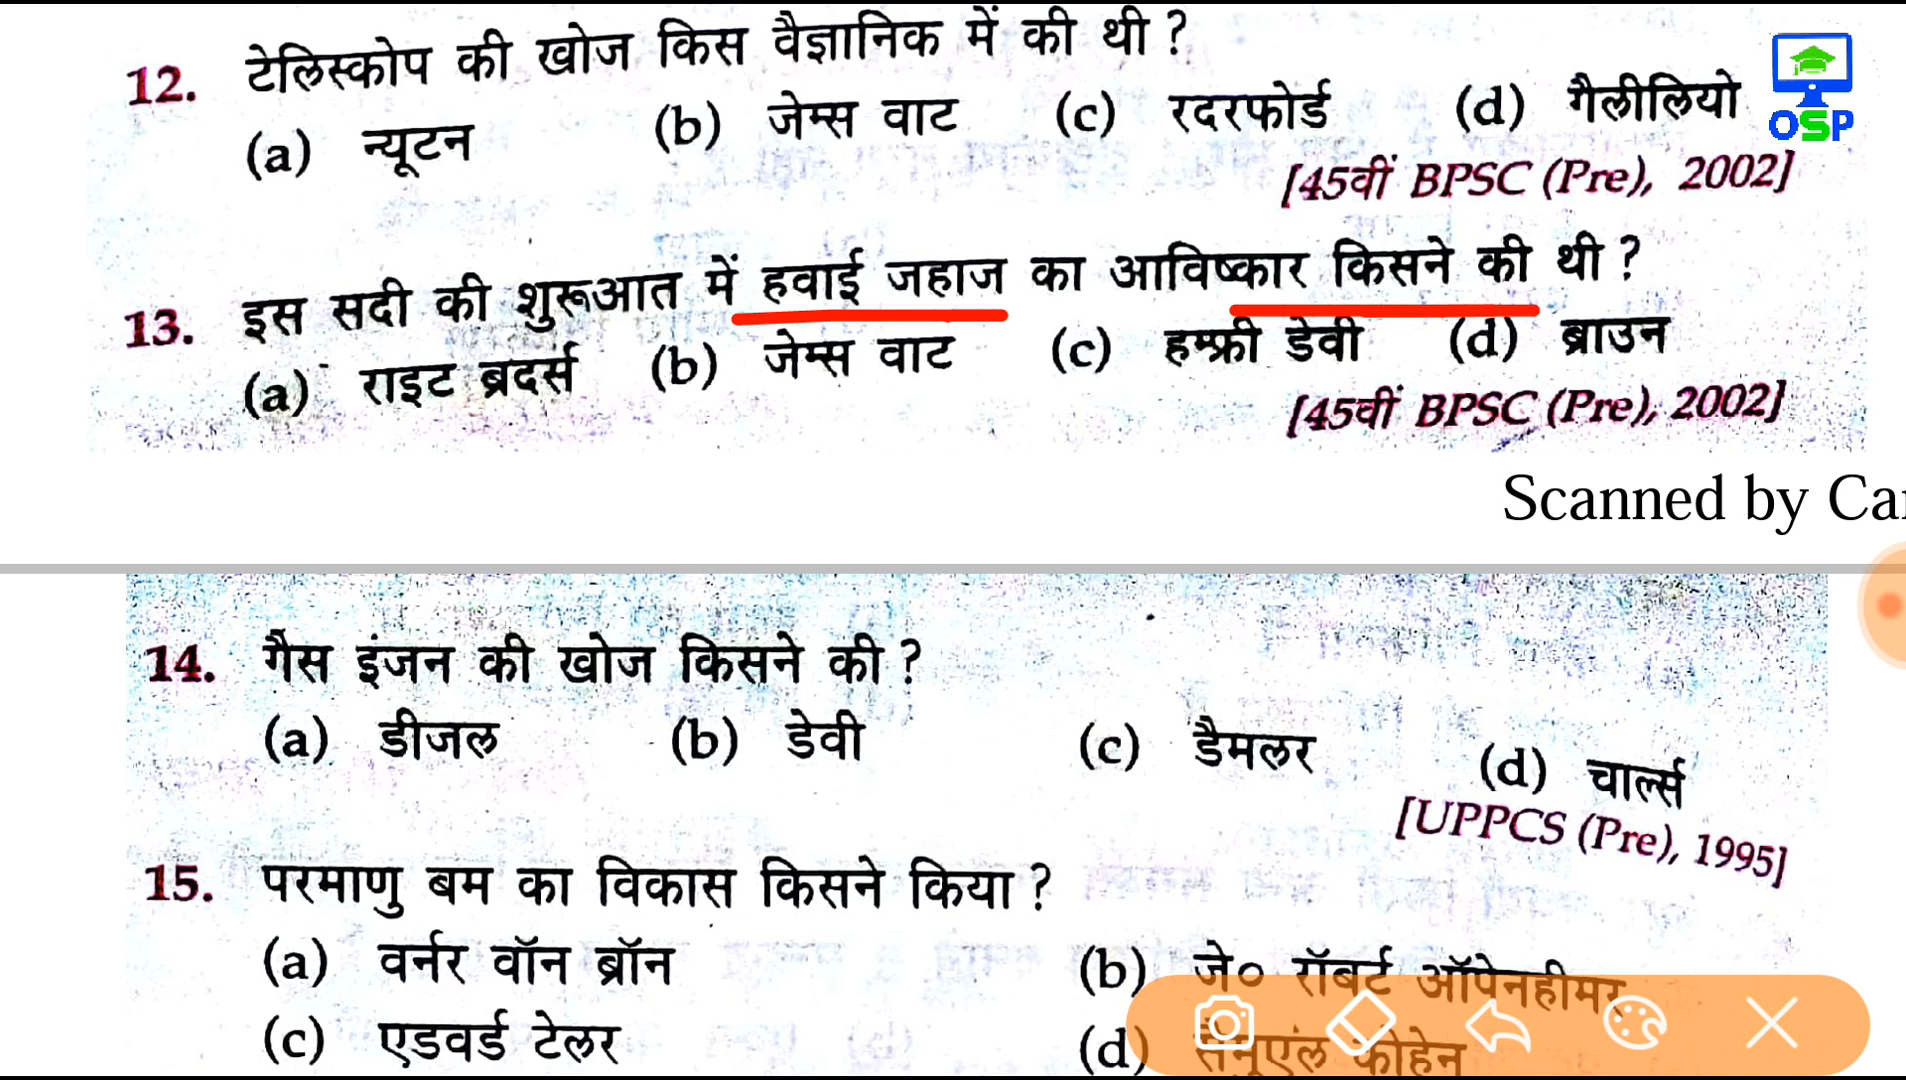 12. टेलिस्कोप की खोज किस वैज्ञानिक में की थी ?
(a) न्यूटन (b) जेम्स वाट (c) रदरफोर्ड (d) गैलीलियो
OSP
[45वीं BPSC (Pre), 2002]
13. इस सदी की शुरूआत में हवाई जहाज का आविष्कार किसने की थी ?
(a) राइट ब्रदर्स (b) जेम्स वाट (c) हम्फ्री डेवी (d) ब्राउन
[45वीं BPSC (Pre), 2002]
Scanned by Ca
14. गैस इंजन की खोज किसने की ?
(a) डीजल (b) डेवी (c) डैमलर (d) चार्ल्स
[UPPCS (Pre), 1995]
15. परमाणु बम का विकास किसने किया ?
(a) वर्नर वॉन ब्रॉन (b) जे० रॉबर्ट ऑपेनहीमर
(c) एडवर्ड टेलर (d) सैमुएल कोहेन